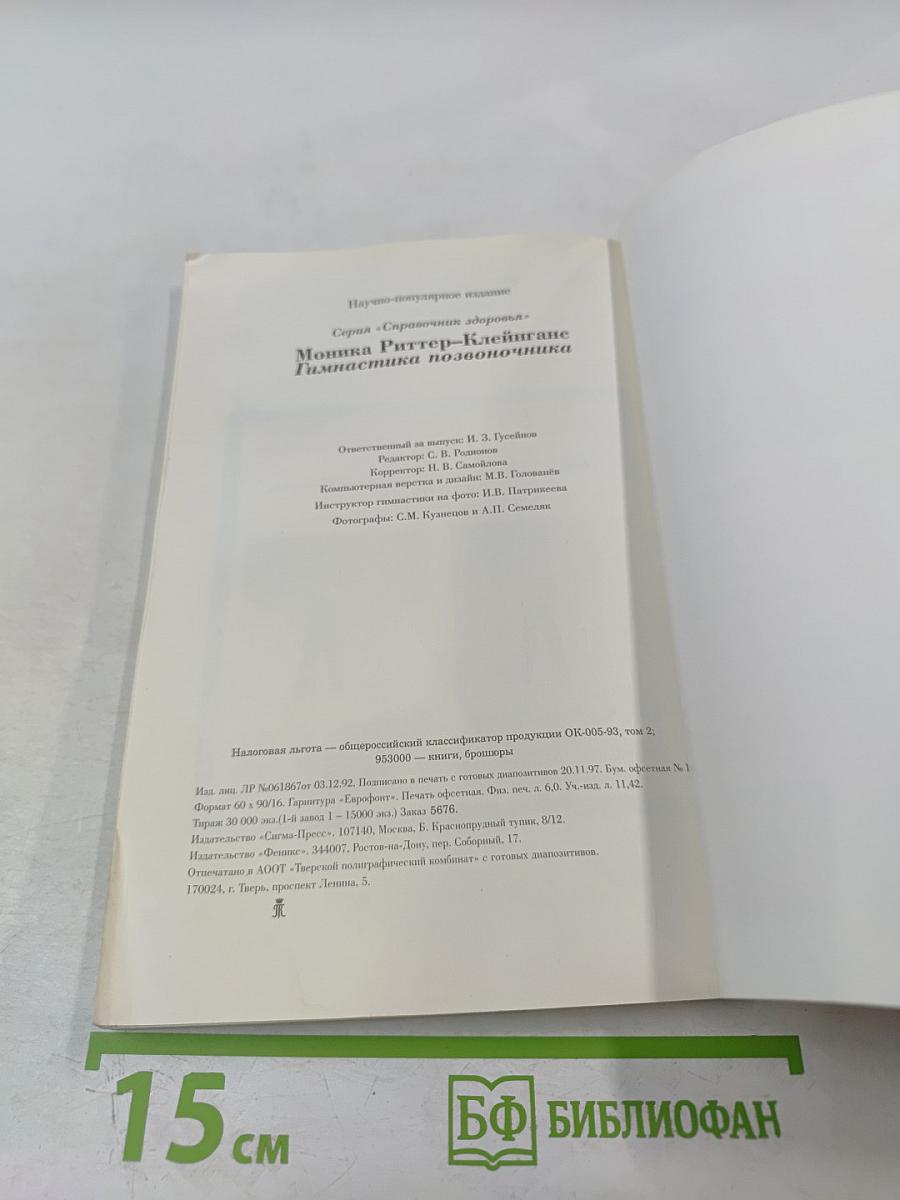 Научно-популярное издание
Серия «Справочник здоровья»
Моника Риттер–Клейнганс
Гимнастика позвоночника
Ответственный за выпуск: И. З. Гусейнов
Редактор: С. В. Родионов
Корректор: Н. В. Самойлова
Компьютерная верстка и дизайн: М.В. Голованёв
Инструктор гимнастики на фото: И.В. Патрикеева
Фотографы: С.М. Кузнецов и А.П. Семеляк
Налоговая льгота — общероссийский классификатор продукции ОК-005-93, том 2;
953000 — книги, брошюры
Изд. лиц. ЛР №061867от 03.12.92. Подписано в печать с готовых диапозитивов 20.11.97. Бум. офсетная № 1
Формат 60 x 90/16. Гарнитура «Еврофонт». Печать офсетная. Физ. печ. л. 6,0. Уч.-изд. л. 11,42.
Тираж 30 000 экз.(1-й завод 1 – 15000 экз.) Заказ 5676.
Издательство «Сигма-Пресс». 107140, Москва, Б. Краснопрудный тупик, 8/12.
Издательство «Феникс». 344007, Ростов-на-Дону, пер. Соборный, 17.
Отпечатано в АООТ «Тверской полиграфический комбинат» с готовых диапозитивов.
170024, г. Тверь, проспект Ленина, 5.
15 см
БФ БИБЛИОФАН